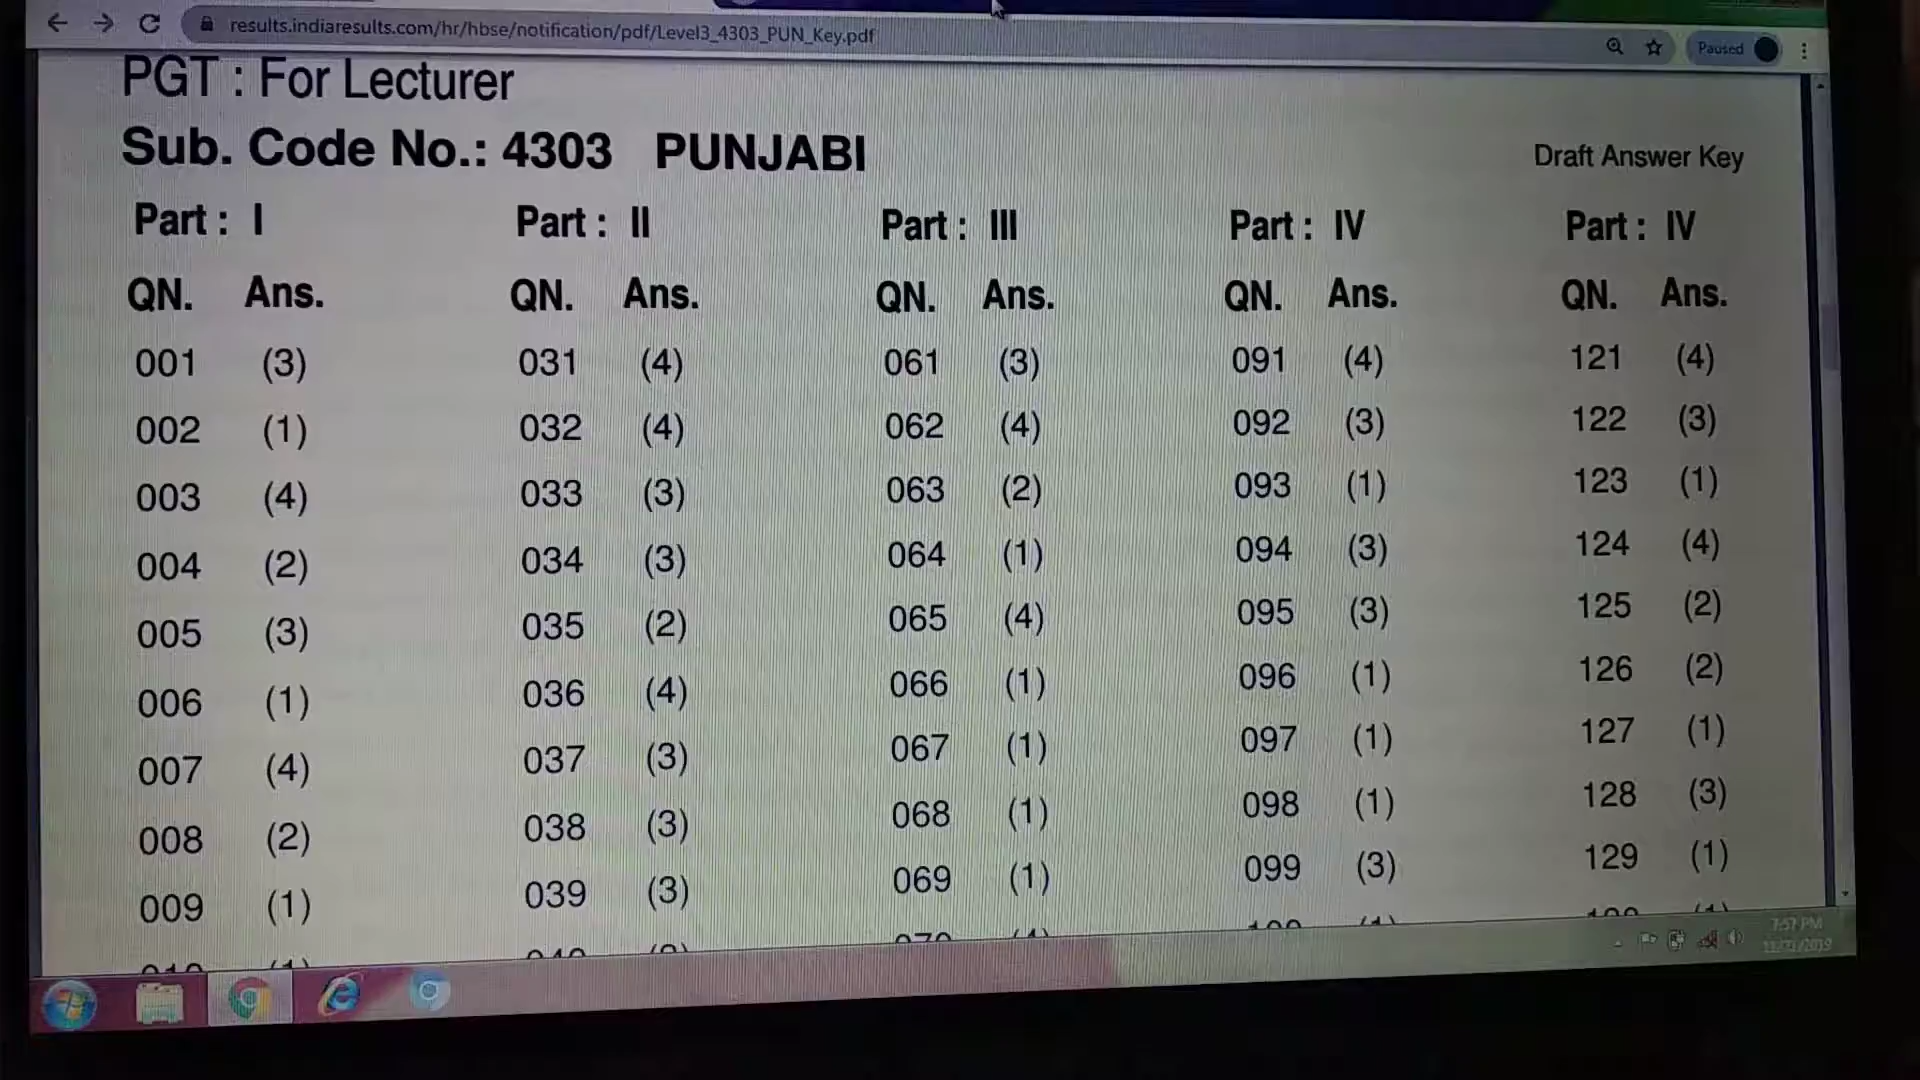 results.indiaresults.com/hr/hbse/notification/pdf/Level3_4303_PUN_Key.pdf
Paused
PGT : For Lecturer
Sub. Code No.: 4303 PUNJABI
Draft Answer Key
Part : I Part : II Part : III Part : IV Part : IV
QN. Ans. QN. Ans. QN. Ans. QN. Ans. QN. Ans.
001 (3) 031 (4) 061 (3) 091 (4) 121 (4)
002 (1) 032 (4) 062 (4) 092 (3) 122 (3)
003 (4) 033 (3) 063 (2) 093 (1) 123 (1)
004 (2) 034 (3) 064 (1) 094 (3) 124 (4)
005 (3) 035 (2) 065 (4) 095 (3) 125 (2)
006 (1) 036 (4) 066 (1) 096 (1) 126 (2)
007 (4) 037 (3) 067 (1) 097 (1) 127 (1)
008 (2) 038 (3) 068 (1) 098 (1) 128 (3)
009 (1) 039 (3) 069 (1) 099 (3) 129 (1)
7:57 PM